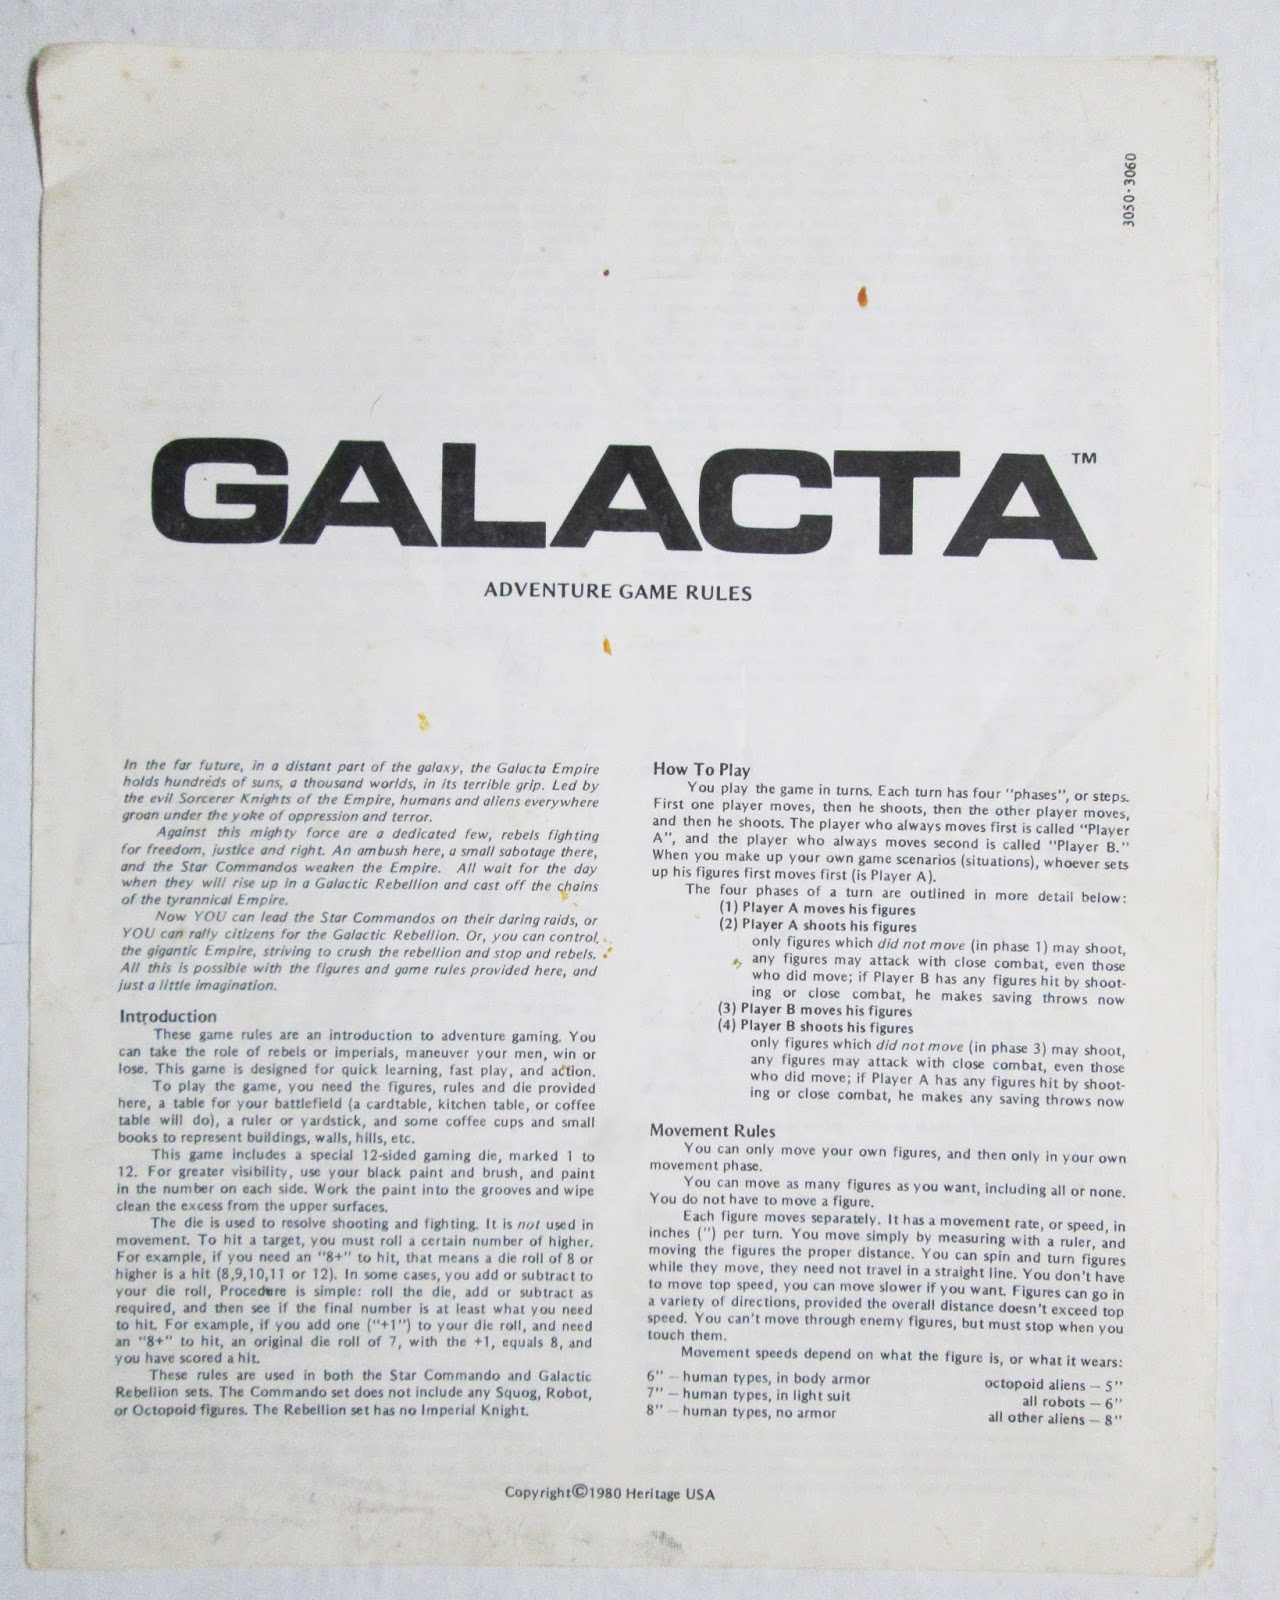 3050·3060
GALACTA™
ADVENTURE GAME RULES
In the far future, in a distant part of the galaxy, the Galacta Empire
holds hundreds of suns, a thousand worlds, in its terrible grip. Led by
the evil Sorcerer Knights of the Empire, humans and aliens everywhere
groan under the yoke of oppression and terror.
Against this mighty force are a dedicated few, rebels fighting
for freedom, justice and right. An ambush here, a small sabotage there,
and the Star Commandos weaken the Empire. All wait for the day
when they will rise up in a Galactic Rebellion and cast off the chains
of the tyrannical Empire.
Now YOU can lead the Star Commandos on their daring raids, or
YOU can rally citizens for the Galactic Rebellion. Or, you can control
the gigantic Empire, striving to crush the rebellion and stop and rebels.
All this is possible with the figures and game rules provided here, and
just a little imagination.
Introduction
These game rules are an introduction to adventure gaming. You
can take the role of rebels or imperials, maneuver your men, win or
lose. This game is designed for quick learning, fast play, and action.
To play the game, you need the figures, rules and die provided
here, a table for your battlefield (a cardtable, kitchen table, or coffee
table will do), a ruler or yardstick, and some coffee cups and small
books to represent buildings, walls, hills, etc.
This game includes a special 12-sided gaming die, marked 1 to
12. For greater visibility, use your black paint and brush, and paint
in the number on each side. Work the paint into the grooves and wipe
clean the excess from the upper surfaces.
The die is used to resolve shooting and fighting. It is not used in
movement. To hit a target, you must roll a certain number of higher.
For example, if you need an "8+" to hit, that means a die roll of 8 or
higher is a hit (8,9,10,11 or 12). In some cases, you add or subtract to
your die roll, Procedure is simple: roll the die, add or subtract as
required, and then see if the final number is at least what you need
to hit. For example, if you add one ("+1") to your die roll, and need
an "8+" to hit, an original die roll of 7, with the +1, equals 8, and
you have scored a hit.
These rules are used in both the Star Commando and Galactic
Rebellion sets. The Commando set does not include any Squog, Robot,
or Octopoid figures. The Rebellion set has no Imperial Knight.
How To Play
You play the game in turns. Each turn has four "phases", or steps.
First one player moves, then he shoots, then the other player moves,
and then he shoots. The player who always moves first is called "Player
A", and the player who always moves second is called "Player B."
When you make up your own game scenarios (situations), whoever sets
up his figures first moves first (is Player A).
The four phases of a turn are outlined in more detail below:
(1) Player A moves his figures
(2) Player A shoots his figures
only figures which did not move (in phase 1) may shoot,
any figures may attack with close combat, even those
who did move; if Player B has any figures hit by shoot-
ing or close combat, he makes saving throws now
(3) Player B moves his figures
(4) Player B shoots his figures
only figures which did not move (in phase 3) may shoot,
any figures may attack with close combat, even those
who did move; if Player A has any figures hit by shoot-
ing or close combat, he makes any saving throws now
Movement Rules
You can only move your own figures, and then only in your own
movement phase.
You can move as many figures as you want, including all or none.
You do not have to move a figure.
Each figure moves separately. It has a movement rate, or speed, in
inches (") per turn. You move simply by measuring with a ruler, and
moving the figures the proper distance. You can spin and turn figures
while they move, they need not travel in a straight line. You don't have
to move top speed, you can move slower if you want. Figures can go in
a variety of directions, provided the overall distance doesn't exceed top
speed. You can't move through enemy figures, but must stop when you
touch them.
Movement speeds depend on what the figure is, or what it wears:
6" — human types, in body armor octopoid aliens — 5"
7" — human types, in light suit all robots — 6"
8" — human types, no armor all other aliens — 8"
Copyright©1980 Heritage USA